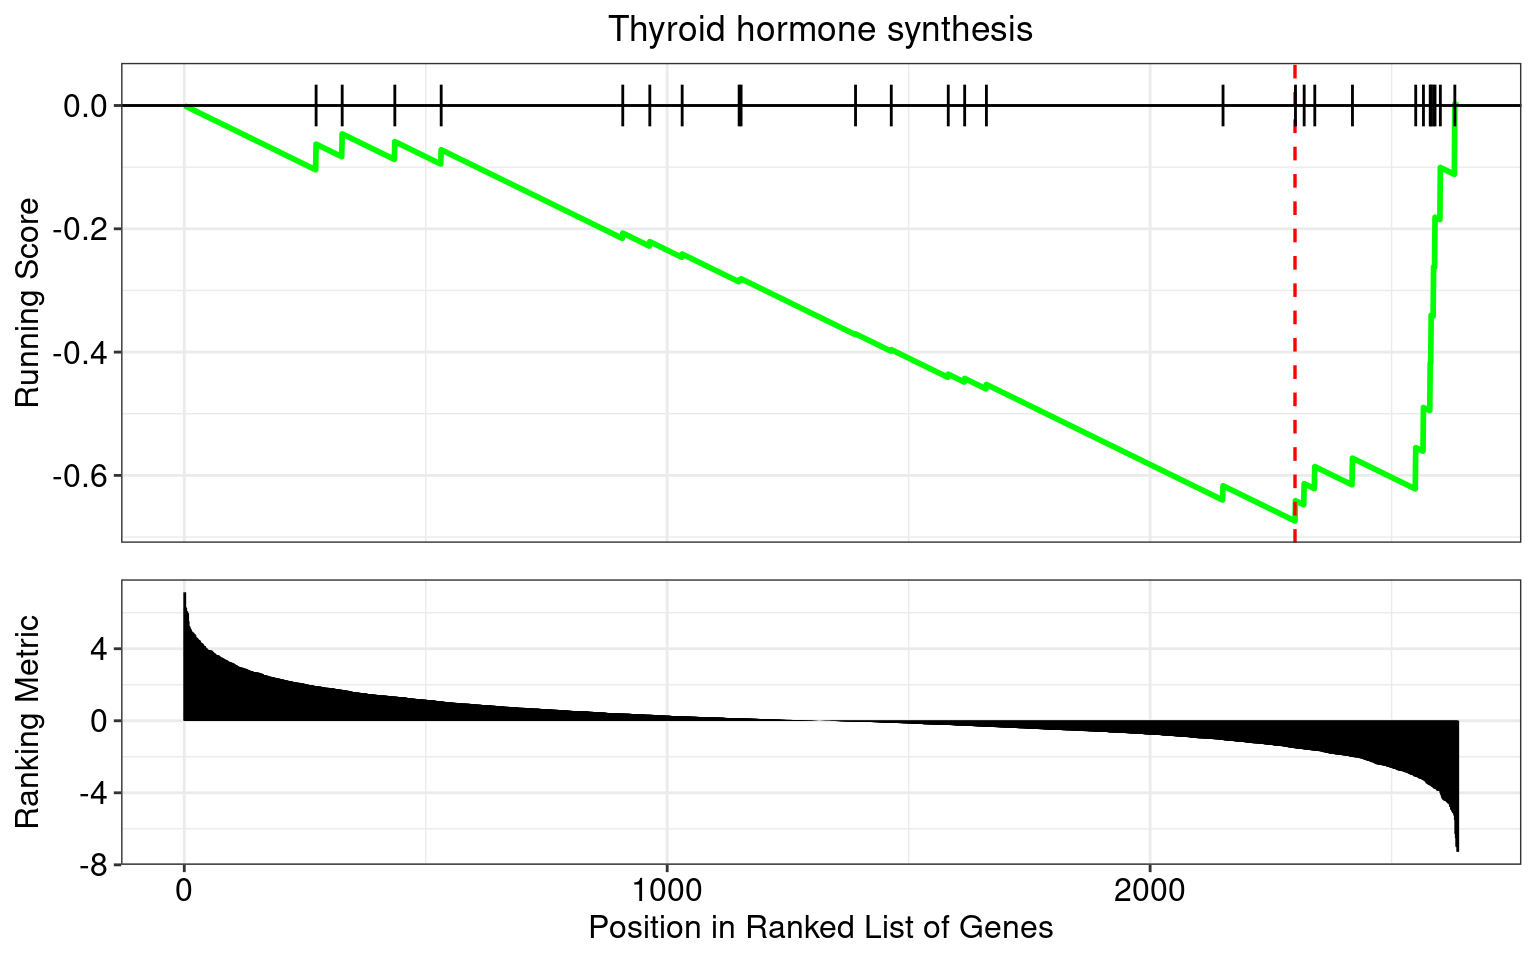 Thyroid hormone synthesis
Running Score
0.0
-0.2
-0.4
-0.6
Ranking Metric
4
0
-4
-8
0 1000 2000
Position in Ranked List of Genes